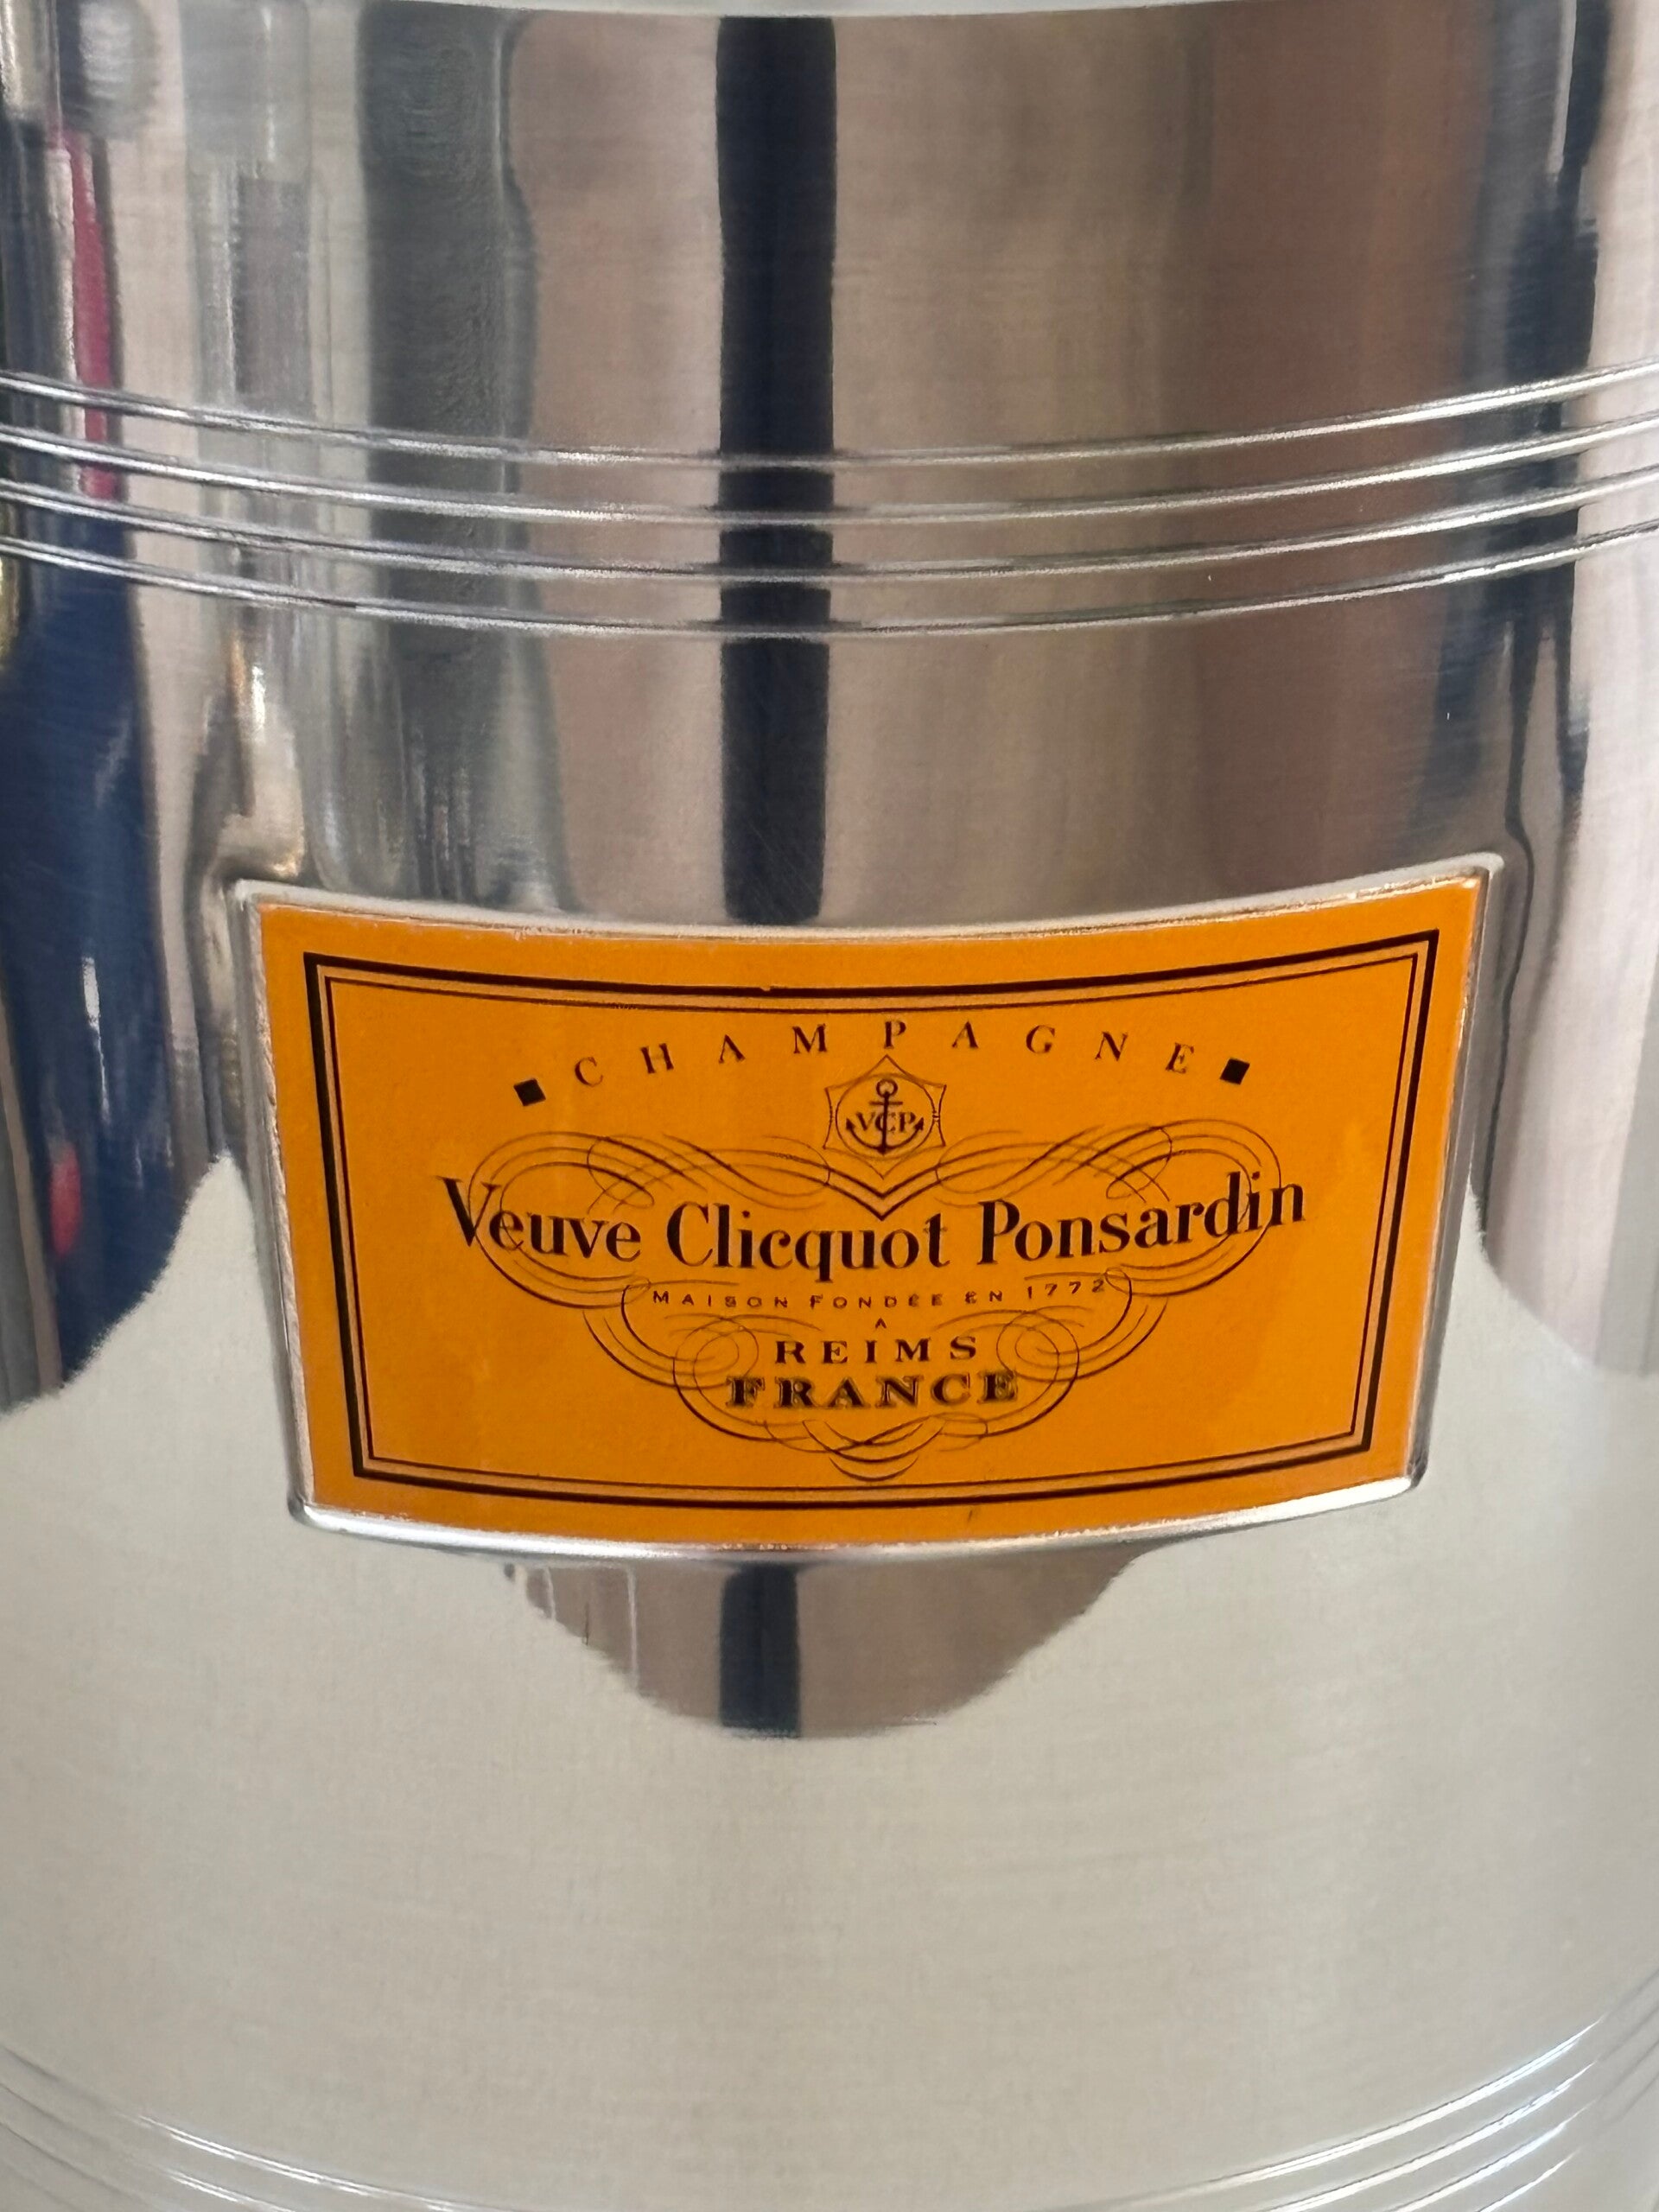 CHAMPAGNE
VCP
Veuve Clicquot Ponsardin
MAISON FONDÉE EN 1772
A
REIMS
FRANCE